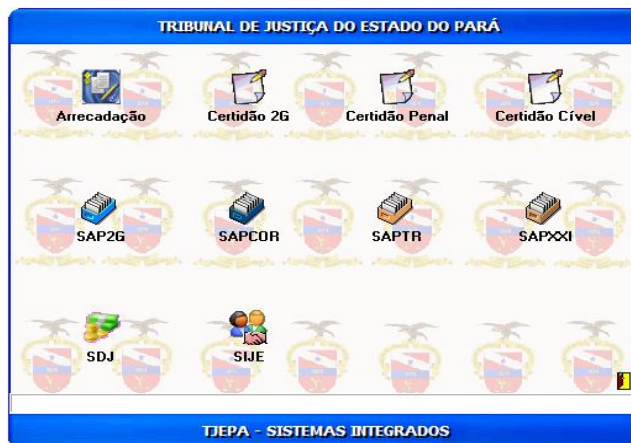 TRIBUNAL DE JUSTIÇA DO ESTADO DO PARÁ
Arrecadação Certidão 2G Certidão Penal Certidão Cível
SAP2G SAPCOR SAPTR SAPXXI
SDJ SIJE
TJEPA - SISTEMAS INTEGRADOS